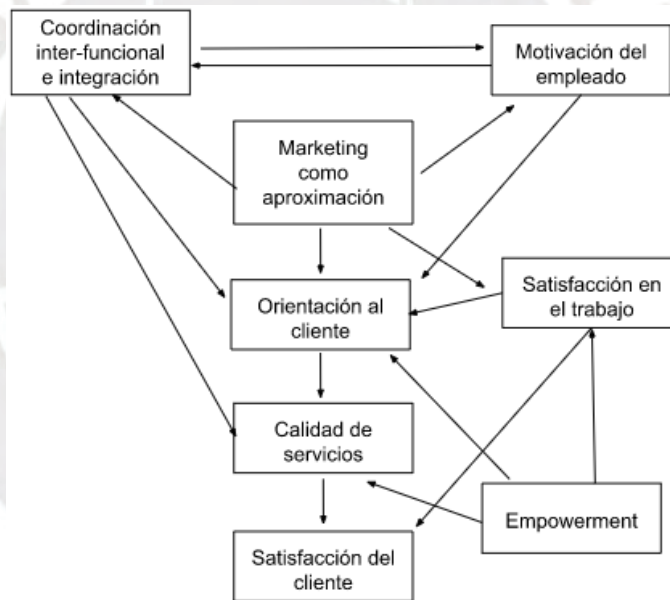 Coordinación
inter-funcional
e integración
Motivación del
empleado
Marketing
como
aproximación
Orientación al
cliente
Satisfacción en
el trabajo
Calidad de
servicios
Empowerment
Satisfacción del
cliente